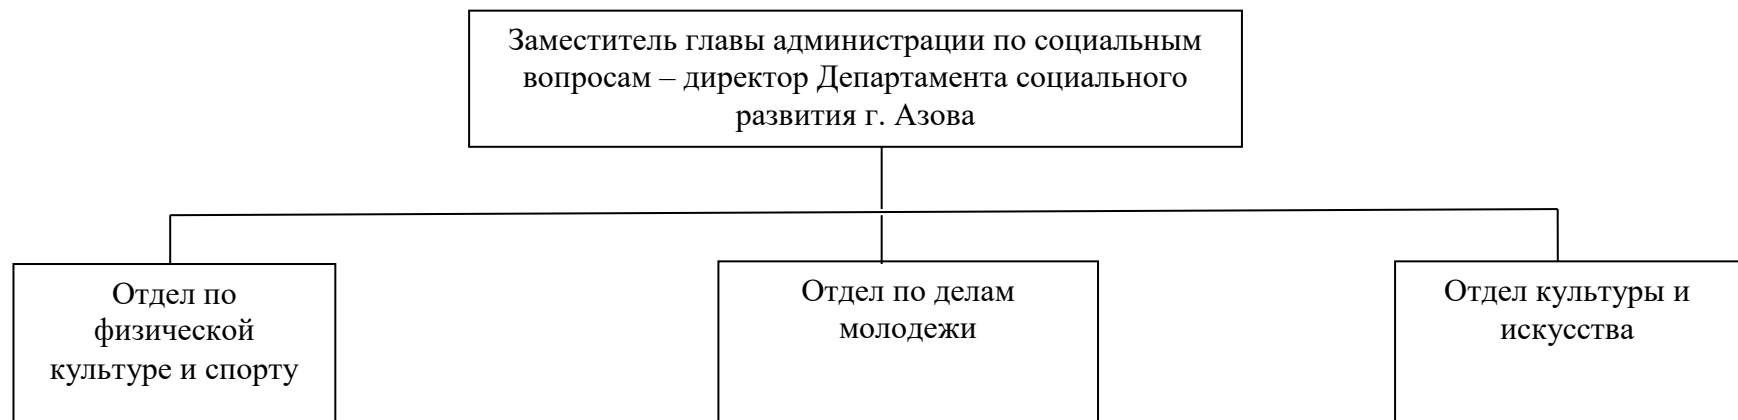 Заместитель главы администрации по социальным
вопросам – директор Департамента социального
развития г. Азова
Отдел по
физической
культуре и спорту
Отдел по делам
молодежи
Отдел культуры и
искусства